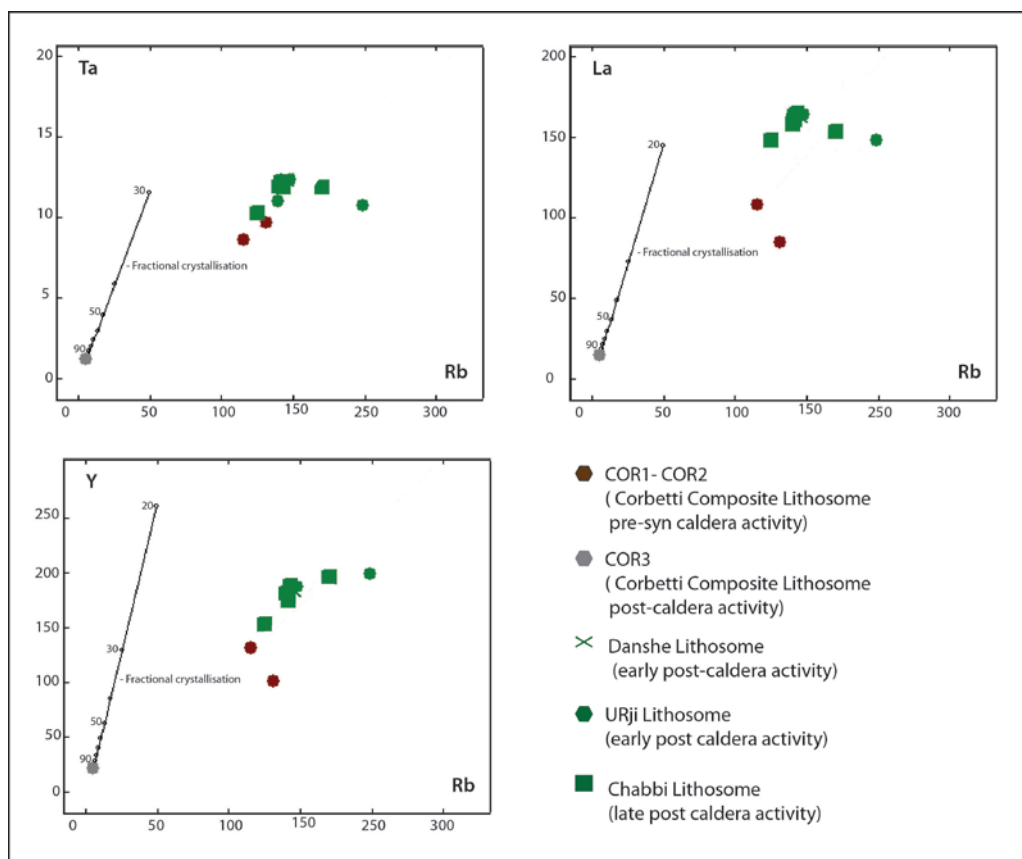 Ta
20
15
10
5
0
30
50
90
- Fractional crystallisation
Rb
0 50 100 150 200 250 300
La
200
150
100
50
0
20
50
90
- Fractional crystallisation
Rb
0 50 100 150 200 250 300
Y
250
200
150
100
50
0
20
30
50
90
- Fractional crystallisation
Rb
0 50 100 150 200 250 300
COR1- COR2
( Corbetti Composite Lithosome
pre-syn caldera activity)
COR3
( Corbetti Composite Lithosome
post-caldera activity)
Danshe Lithosome
(early post-caldera activity)
URji Lithosome
(early post caldera activity)
Chabbi Lithosome
(late post caldera activity)